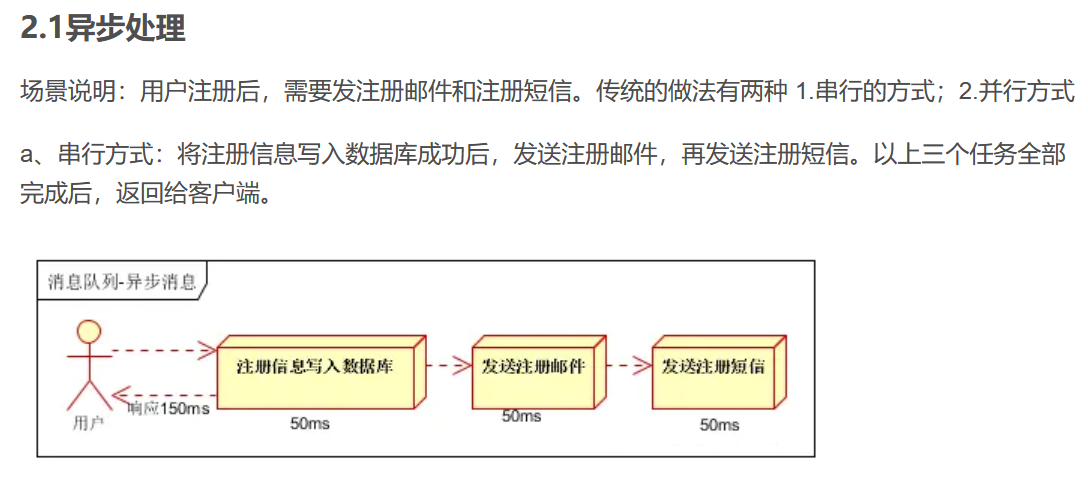 2.1异步处理
场景说明：用户注册后，需要发注册邮件和注册短信。传统的做法有两种 1.串行的方式；2.并行方式
a、串行方式：将注册信息写入数据库成功后，发送注册邮件，再发送注册短信。以上三个任务全部
完成后，返回给客户端。
消息队列-异步消息
注册信息写入数据库
发送注册邮件
发送注册短信
响应150ms
用户
50ms
50ms
50ms